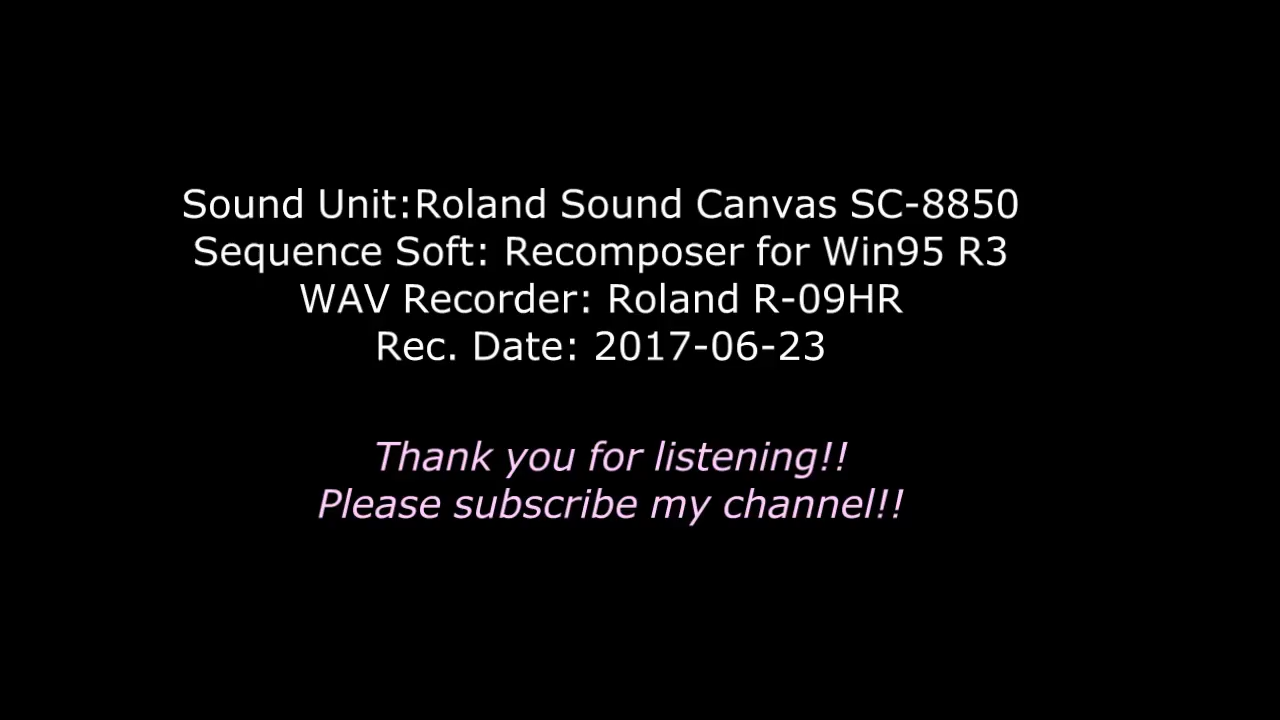 Sound Unit:Roland Sound Canvas SC-8850
Sequence Soft: Recomposer for Win95 R3
WAV Recorder: Roland R-09HR
Rec. Date: 2017-06-23
Thank you for listening!!
Please subscribe my channel!!